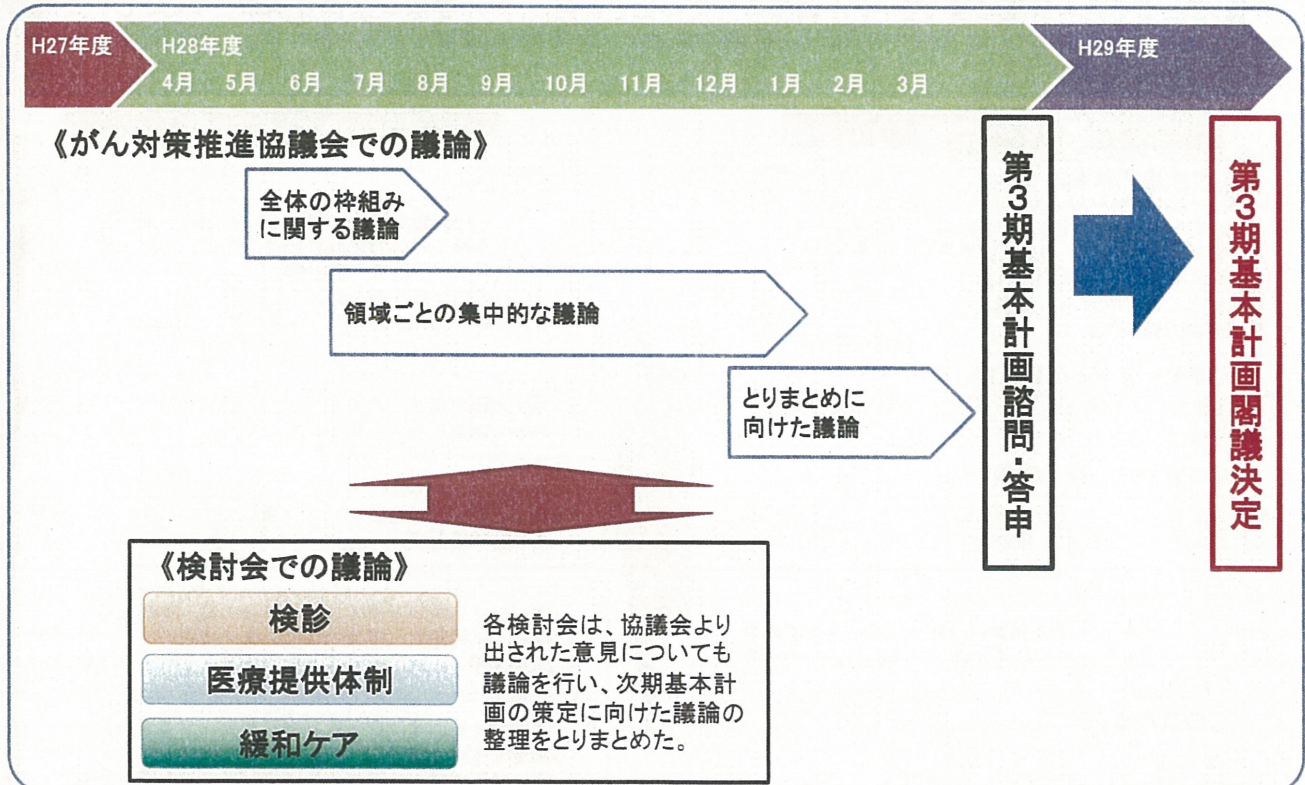 H27年度
H28年度
H29年度
4月 5月 6月 7月 8月 9月 10月 11月 12月 1月 2月 3月
《がん対策推進協議会での議論》
全体の枠組み
に関する議論
領域ごとの集中的な議論
とりまとめに
向けた議論
第3期基本計画諮問・答申
第3期基本計画閣議決定
《検討会での議論》
検診
医療提供体制
緩和ケア
各検討会は、協議会より
出された意見についても
議論を行い、次期基本計
画の策定に向けた議論の
整理をとりまとめた。